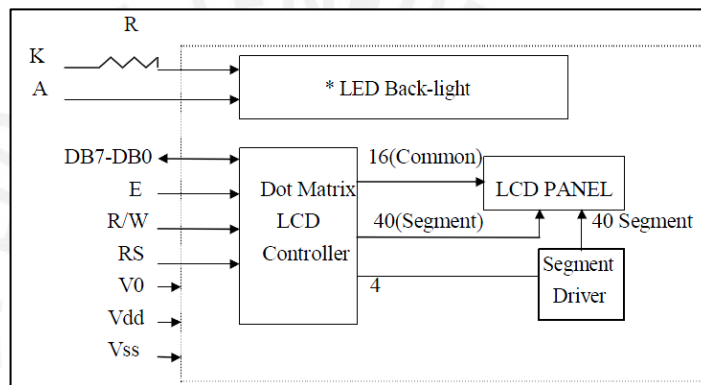 R
K
A
* LED Back-light
DB7-DB0
E
R/W
RS
V0
Vdd
Vss
Dot Matrix
LCD
Controller
16(Common)
40(Segment)
4
LCD PANEL
40 Segment
Segment
Driver